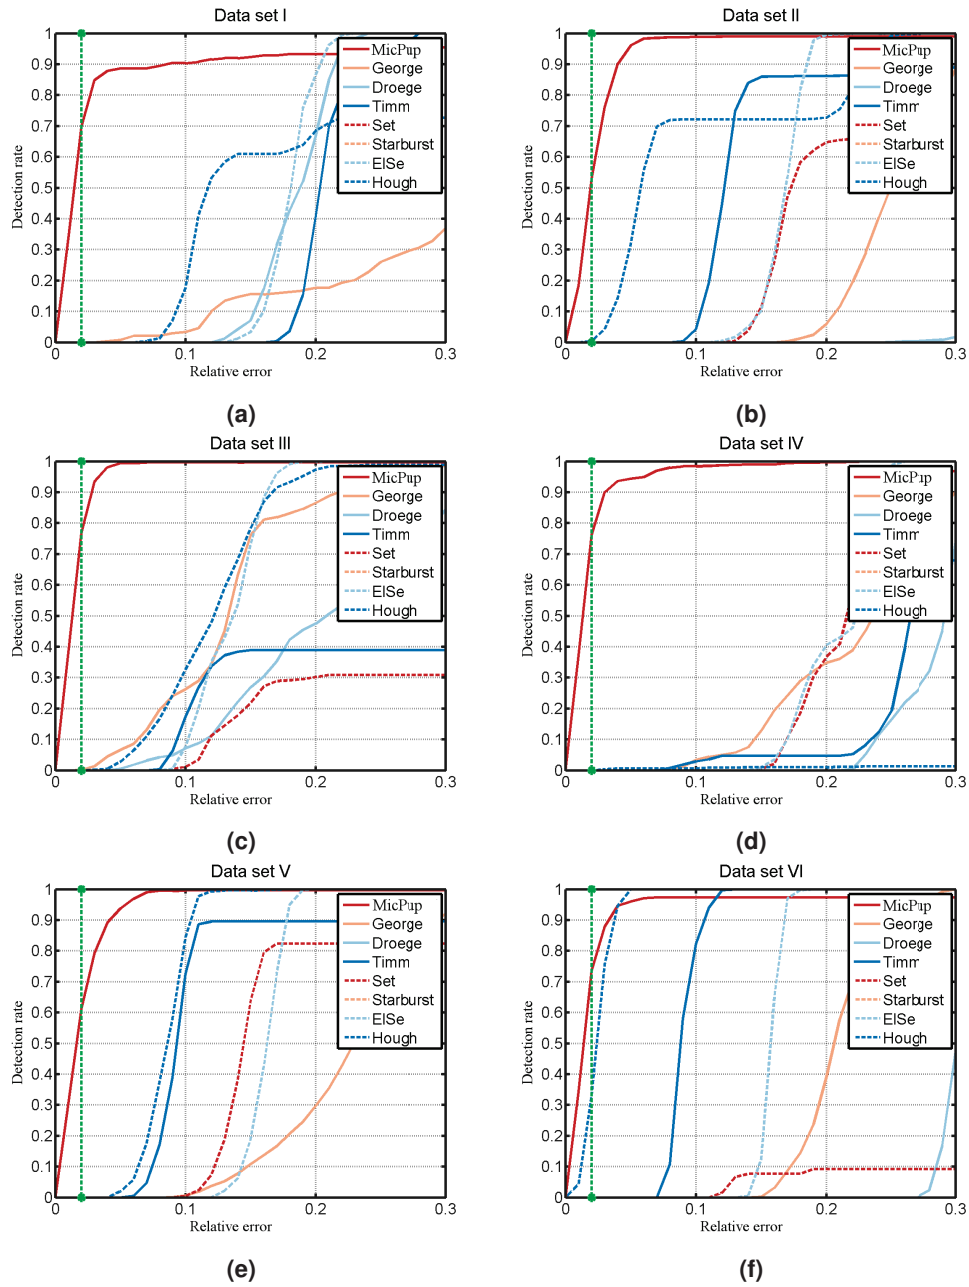 Data set I
1
0.9
0.8
0.7
0.6
0.5
0.4
0.3
0.2
0.1
0
Detection rate
MicPup
George
Droege
Timm
Set
Starburst
ElSe
Hough
0 0.1 0.2 0.3
Relative error
(a)
Data set II
1
0.9
0.8
0.7
0.6
0.5
0.4
0.3
0.2
0.1
0
Detection rate
MicPup
George
Droege
Timm
Set
Starburst
ElSe
Hough
0 0.1 0.2 0.3
Relative error
(b)
Data set III
1
0.9
0.8
0.7
0.6
0.5
0.4
0.3
0.2
0.1
0
Detection rate
MicPup
George
Droege
Timm
Set
Starburst
ElSe
Hough
0 0.1 0.2 0.3
Relative error
(c)
Data set IV
1
0.9
0.8
0.7
0.6
0.5
0.4
0.3
0.2
0.1
0
Detection rate
MicPup
George
Droege
Timm
Set
Starburst
ElSe
Hough
0 0.1 0.2 0.3
Relative error
(d)
Data set V
1
0.9
0.8
0.7
0.6
0.5
0.4
0.3
0.2
0.1
0
Detection rate
MicPup
George
Droege
Timm
Set
Starburst
ElSe
Hough
0 0.1 0.2 0.3
Relative error
(e)
Data set VI
1
0.9
0.8
0.7
0.6
0.5
0.4
0.3
0.2
0.1
0
Detection rate
MicPup
George
Droege
Timm
Set
Starburst
ElSe
Hough
0 0.1 0.2 0.3
Relative error
(f)